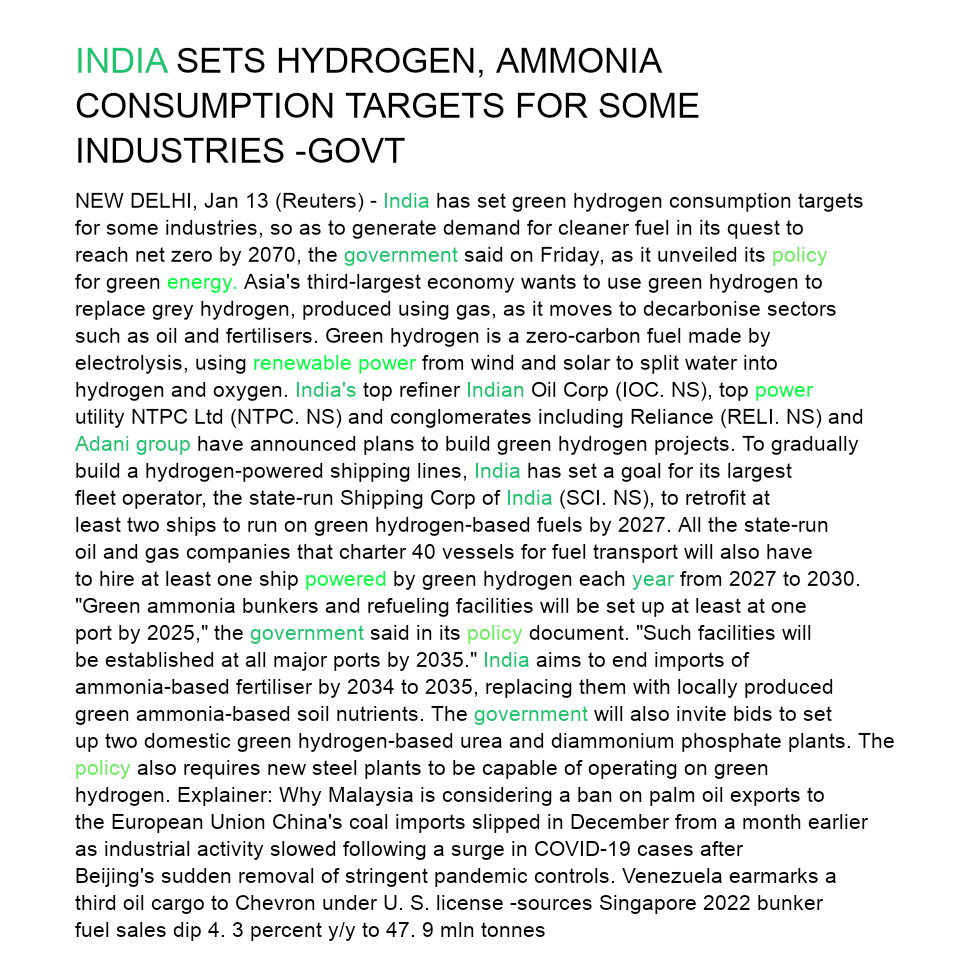 INDIA SETS HYDROGEN, AMMONIA
CONSUMPTION TARGETS FOR SOME
INDUSTRIES -GOVT
NEW DELHI, Jan 13 (Reuters) - India has set green hydrogen consumption targets
for some industries, so as to generate demand for cleaner fuel in its quest to
reach net zero by 2070, the government said on Friday, as it unveiled its policy
for green energy. Asia's third-largest economy wants to use green hydrogen to
replace grey hydrogen, produced using gas, as it moves to decarbonise sectors
such as oil and fertilisers. Green hydrogen is a zero-carbon fuel made by
electrolysis, using renewable power from wind and solar to split water into
hydrogen and oxygen. India's top refiner Indian Oil Corp (IOC. NS), top power
utility NTPC Ltd (NTPC. NS) and conglomerates including Reliance (RELI. NS) and
Adani group have announced plans to build green hydrogen projects. To gradually
build a hydrogen-powered shipping lines, India has set a goal for its largest
fleet operator, the state-run Shipping Corp of India (SCI. NS), to retrofit at
least two ships to run on green hydrogen-based fuels by 2027. All the state-run
oil and gas companies that charter 40 vessels for fuel transport will also have
to hire at least one ship powered by green hydrogen each year from 2027 to 2030.
"Green ammonia bunkers and refueling facilities will be set up at least at one
port by 2025," the government said in its policy document. "Such facilities will
be established at all major ports by 2035." India aims to end imports of
ammonia-based fertiliser by 2034 to 2035, replacing them with locally produced
green ammonia-based soil nutrients. The government will also invite bids to set
up two domestic green hydrogen-based urea and diammonium phosphate plants. The
policy also requires new steel plants to be capable of operating on green
hydrogen. Explainer: Why Malaysia is considering a ban on palm oil exports to
the European Union China's coal imports slipped in December from a month earlier
as industrial activity slowed following a surge in COVID-19 cases after
Beijing's sudden removal of stringent pandemic controls. Venezuela earmarks a
third oil cargo to Chevron under U. S. license -sources Singapore 2022 bunker
fuel sales dip 4. 3 percent y/y to 47. 9 mln tonnes